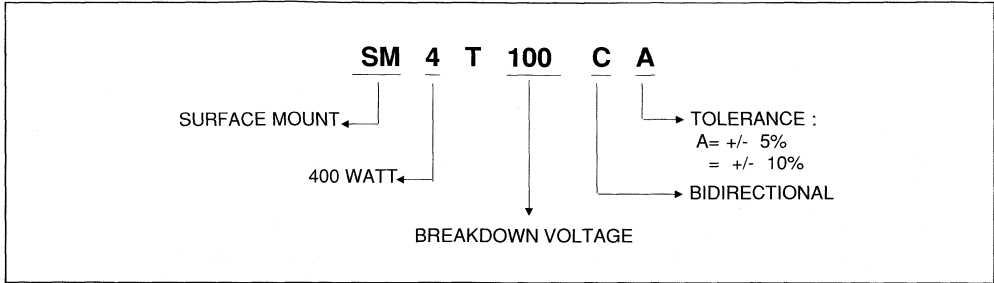 SM 4 T 100 C A
SURFACE MOUNT
TOLERANCE :
A= +/- 5%
= +/- 10%
400 WATT
BIDIRECTIONAL
BREAKDOWN VOLTAGE